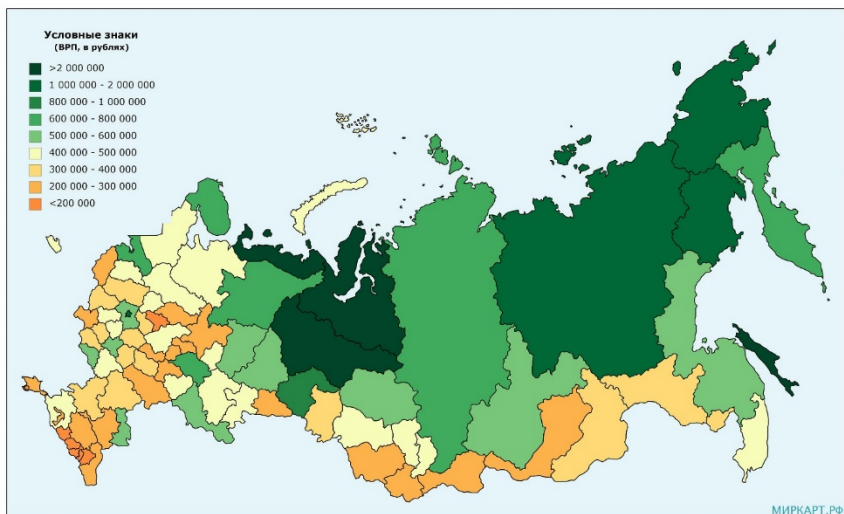 Условные знаки
(ВРП, в рублях)
>2 000 000
1 000 000 - 2 000 000
800 000 - 1 000 000
600 000 - 800 000
500 000 - 600 000
400 000 - 500 000
300 000 - 400 000
200 000 - 300 000
<200 000
МИРКАРТ.РФ